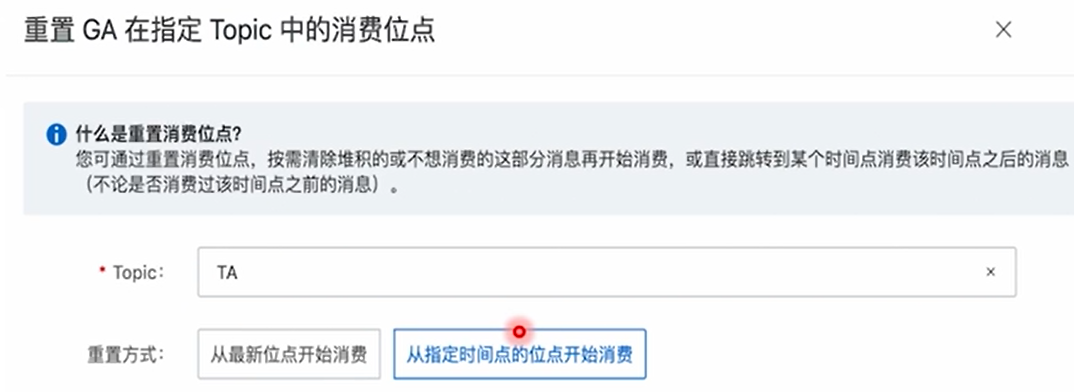 重置 GA 在指定 Topic 中的消费位点
什么是重置消费位点?
您可通过重置消费位点，按需清除堆积的或不想消费的这部分消息再开始消费，或直接跳转到某个时间点消费该时间点之后的消息
（不论是否消费过该时间点之前的消息）。
* Topic: TA ×
重置方式: 从最新位点开始消费 从指定时间点的位点开始消费